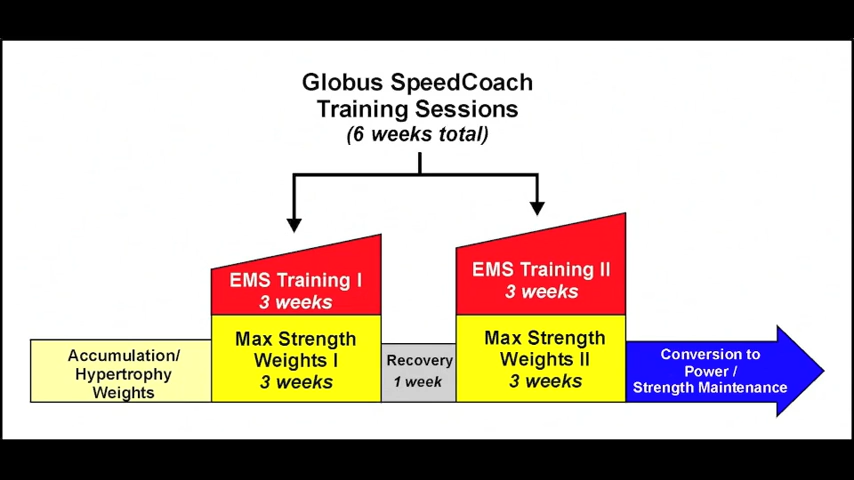 Globus SpeedCoach
Training Sessions
(6 weeks total)
EMS Training I
3 weeks
EMS Training II
3 weeks
Accumulation/
Hypertrophy
Weights
Max Strength
Weights I
3 weeks
Recovery
1 week
Max Strength
Weights II
3 weeks
Conversion to
Power /
Strength Maintenance